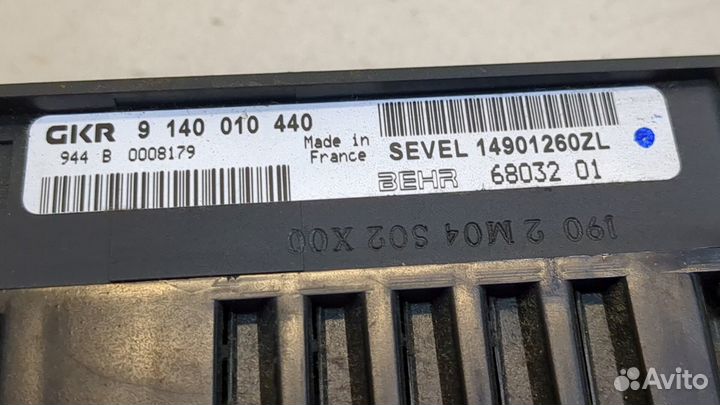 GKR 9 140 010 440
944 B 0008179
Made in
France
SEVEL 14901260ZL
BEHR 68032 01
190 2 M04 S02 X00
Avito